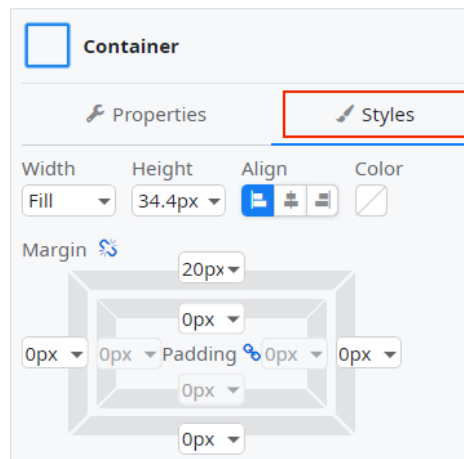 Container
Properties Styles
Width Height Align Color
Fill 34.4px
Margin
20px
0px
0px 0px Padding 0px 0px
0px
0px